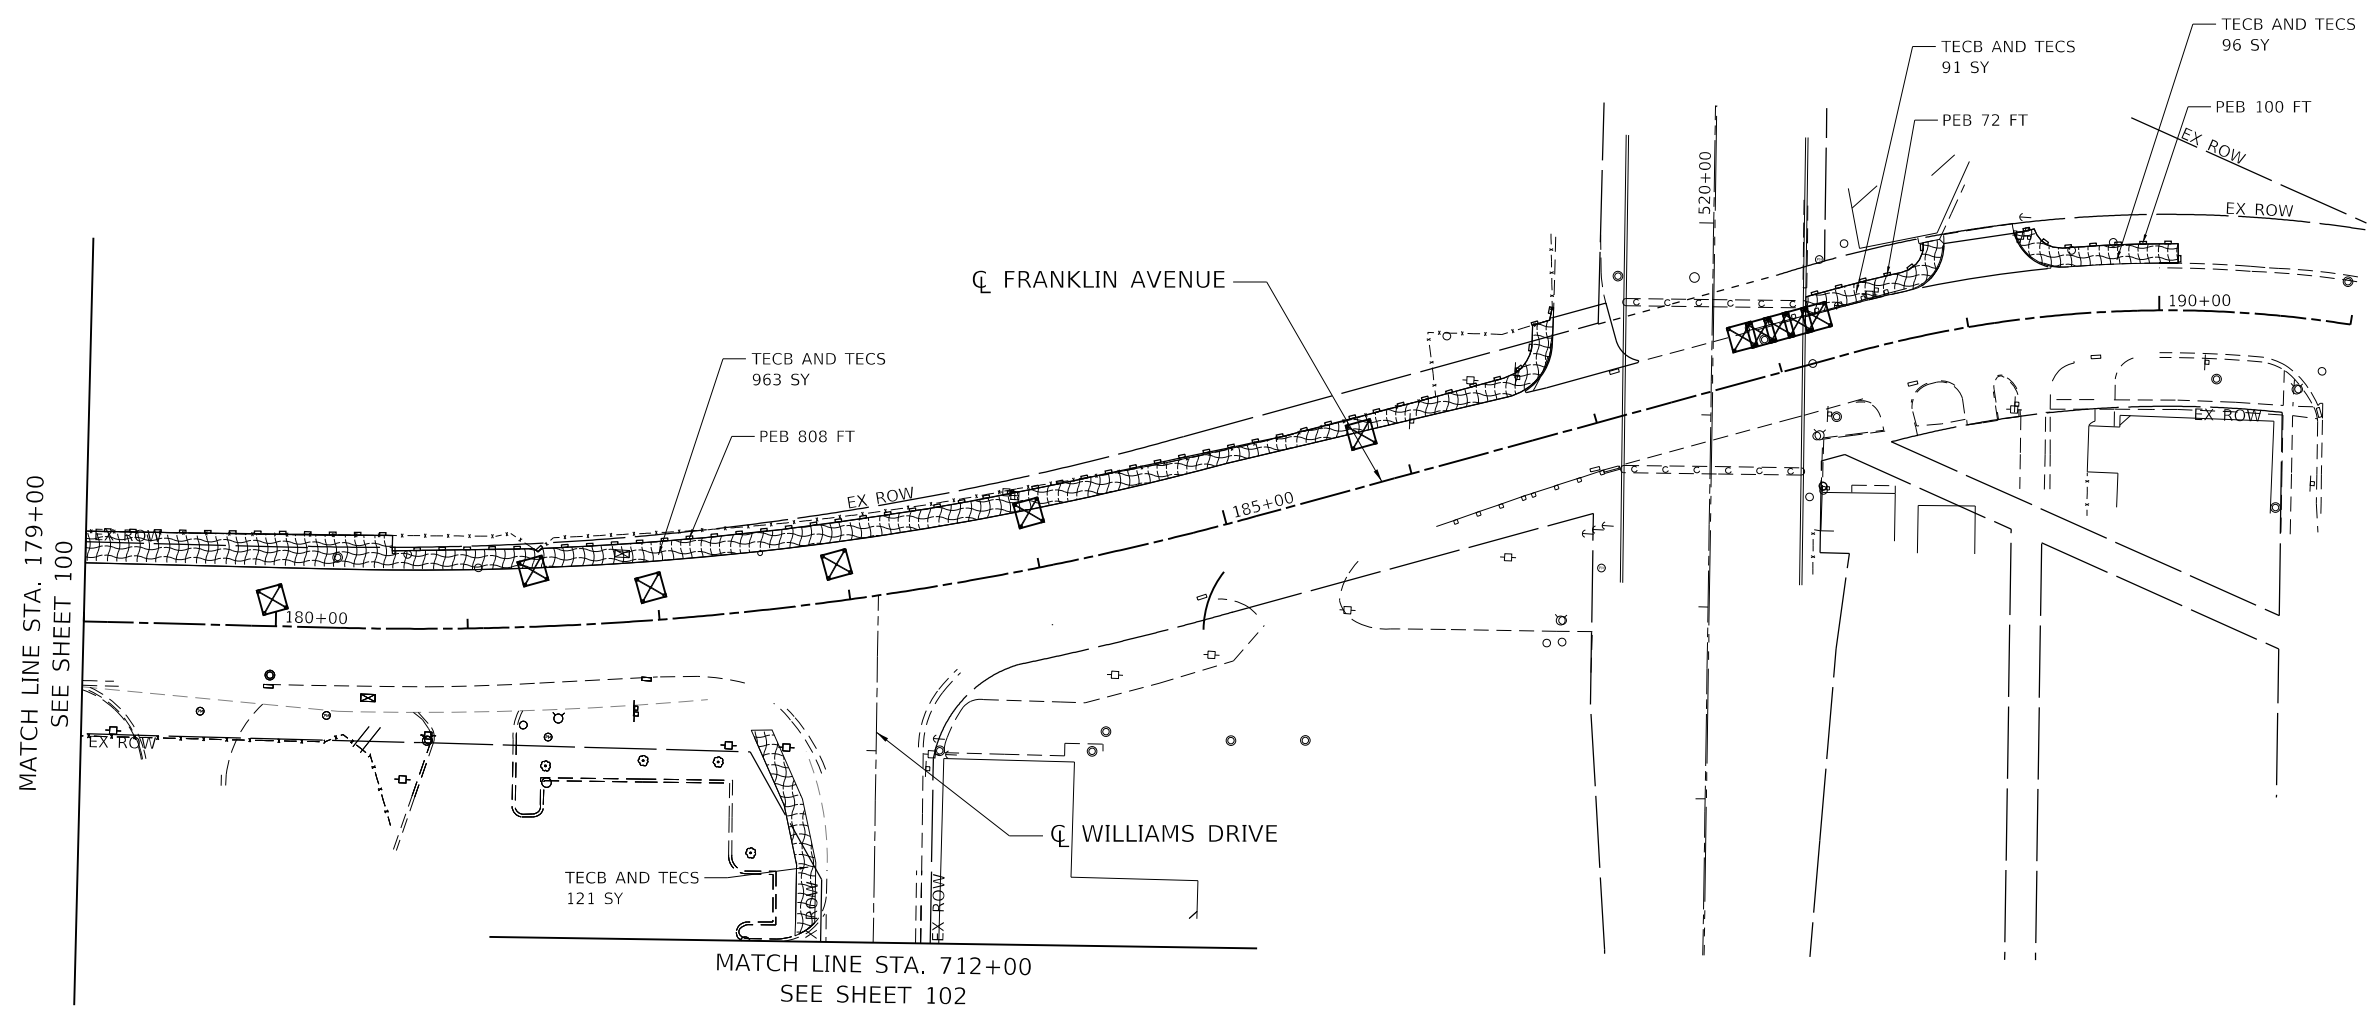 TECB AND TECS
96 SY
TECB AND TECS
91 SY
PEB 100 FT
PEB 72 FT
EX ROW
520+00
EX ROW
℄ FRANKLIN AVENUE
190+00
TECB AND TECS
963 SY
PEB 808 FT
EX ROW
EX ROW
185+00
EX ROW
MATCH LINE STA. 179+00
SEE SHEET 100
180+00
EX ROW
℄ WILLIAMS DRIVE
TECB AND TECS
121 SY
EX ROW
EX ROW
MATCH LINE STA. 712+00
SEE SHEET 102